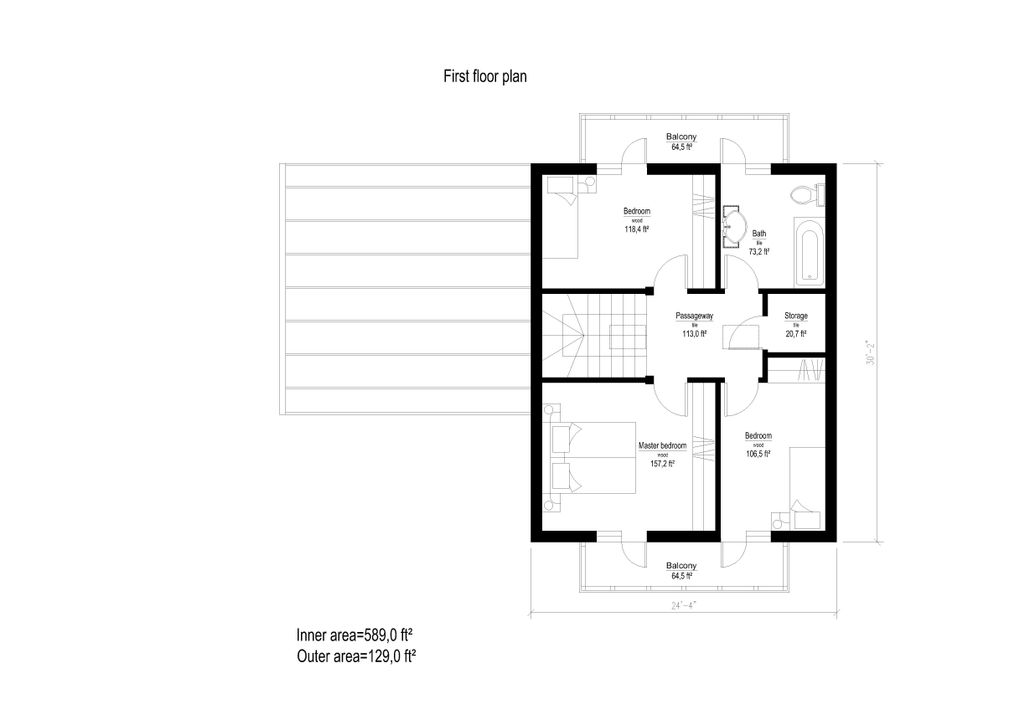 First floor plan
Balcony
64,5 ft²
Bedroom
wood
118,4 ft²
Bath
tile
73,2 ft²
Passageway
tile
113,0 ft²
Storage
tile
20,7 ft²
30'-2"
Master bedroom
wood
157,2 ft²
Bedroom
wood
106,5 ft²
Balcony
64,5 ft²
24'-4"
Inner area=589,0 ft²
Outer area=129,0 ft²